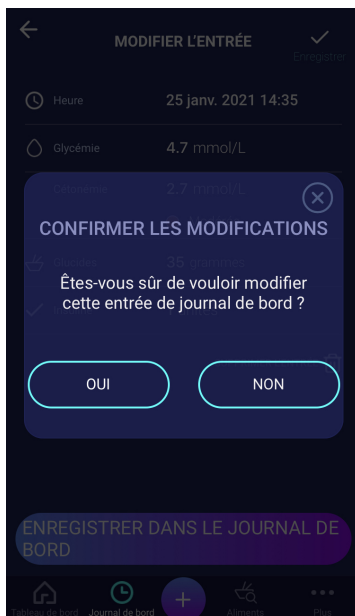 MODIFIER L'ENTRÉE
Enregistrer
Heure 25 janv. 2021 14:35
Glycémie 4.7 mmol/L
Cétonémie 2.7 mmol/L
CONFIRMER LES MODIFICATIONS
Glucides 35 grammes
Êtes-vous sûr de vouloir modifier
cette entrée de journal de bord ?
OUI NON
ENREGISTRER DANS LE JOURNAL DE
BORD
Tableau de bord Journal de bord Aliments Plus